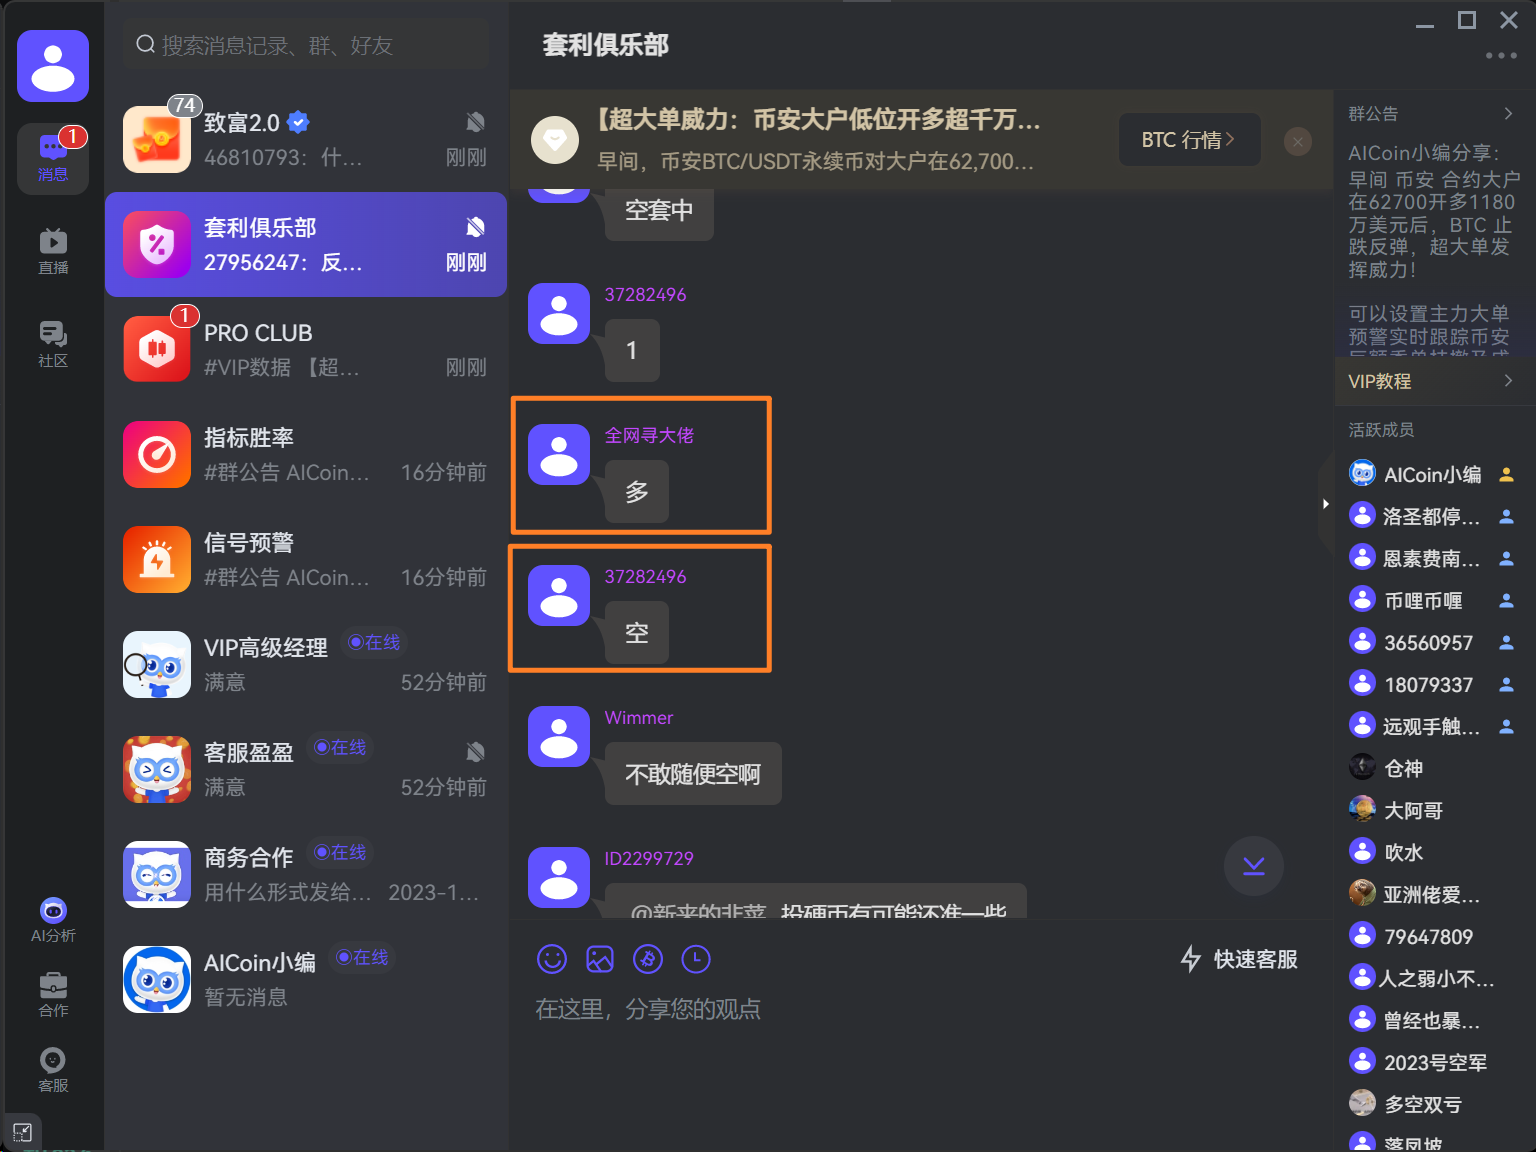 搜索消息记录、群、好友
74
致富2.0
46810793：什...
刚刚
1
消息
直播
社区
AI分析
合作
客服
套利俱乐部
27956247：反...
刚刚
1
PRO CLUB
#VIP数据 【超...
刚刚
指标胜率
#群公告 AICoin...
16分钟前
信号预警
#群公告 AICoin...
16分钟前
VIP高级经理
在线
满意
52分钟前
客服盈盈
在线
满意
52分钟前
商务合作
在线
用什么形式发给...
2023-1...
AICoin小编
在线
暂无消息
套利俱乐部
【超大单威力：币安大户低位开多超千万...
早间，币安BTC/USDT永续币对大户在62,700...
BTC 行情
空套中
37282496
1
全网寻大佬
多
37282496
空
Wimmer
不敢随便空啊
ID2299729
@新来的韭菜 投硬币有可能还准一些
快速客服
在这里，分享您的观点
群公告
AICoin小编分享：
早间 币安 合约大户
在62700开多1180
万美元后，BTC 止
跌反弹，超大单发
挥威力！
可以设置主力大单
预警实时跟踪币安
VIP教程
活跃成员
AICoin小编
洛圣都停...
恩素费南...
币哩币喱
36560957
18079337
远观手触...
仓神
大阿哥
吹水
亚洲佬爱...
79647809
人之弱小不...
曾经也暴...
2023号空军
多空双亏
落凤坡